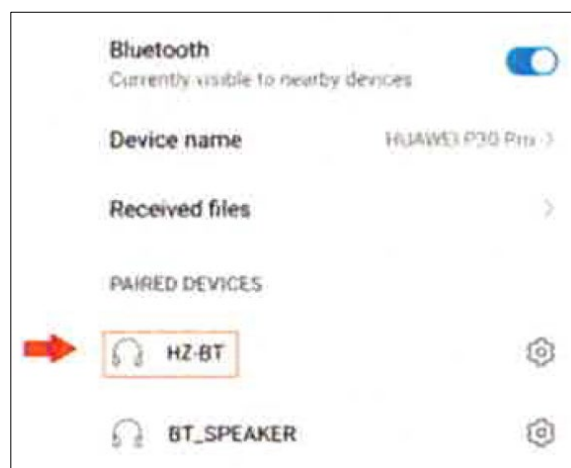 Bluetooth
Currently visible to nearby devices
Device name
HUAWEI P30 Pro >
Received files
>
PAIRED DEVICES
HZ-BT
BT_SPEAKER